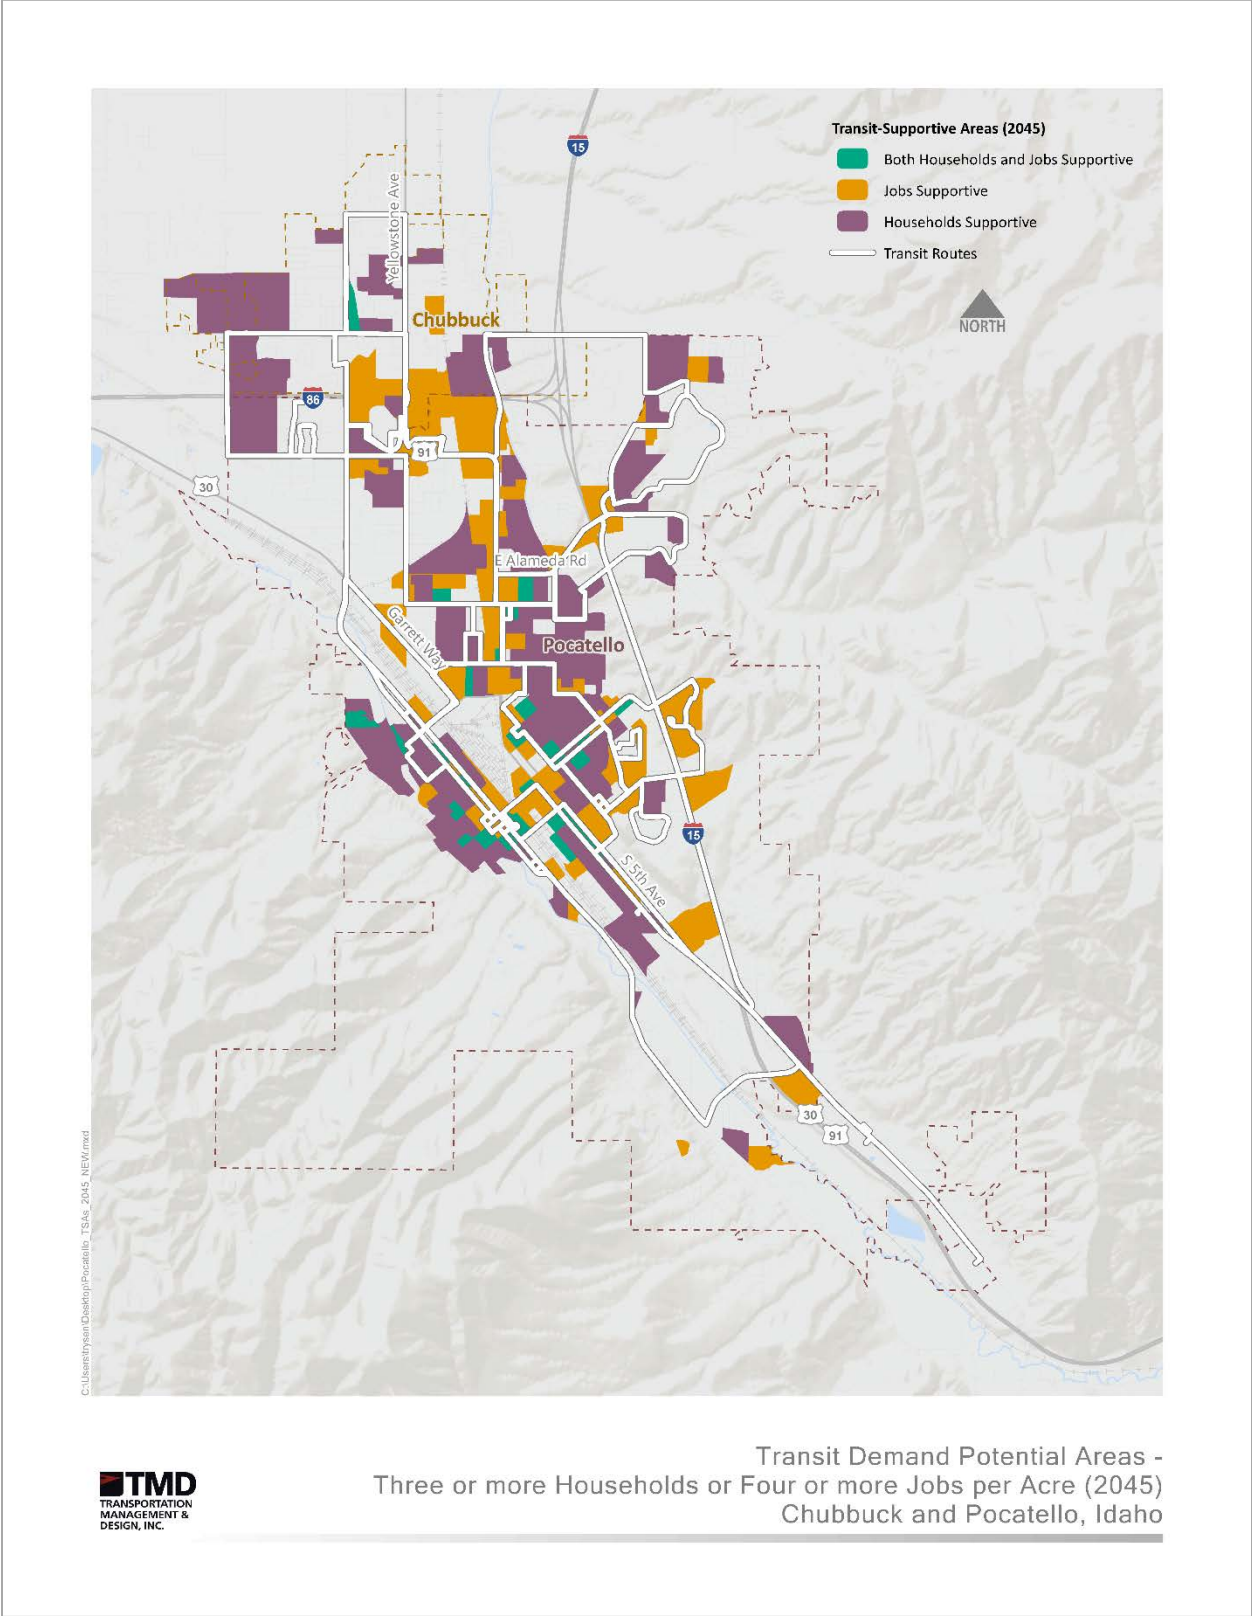 Transit-Supportive Areas (2045)
Both Households and Jobs Supportive
Jobs Supportive
Households Supportive
Transit Routes
NORTH
15
Yellowstone Ave
Chubbuck
86
91
30
E Alameda Rd
Garrett Way
Pocatello
15
S 5th Ave
30
91
C:\Users\trysen\Desktop\Pocatello_TSAs_2045_NEW.mxd
TMD
TRANSPORTATION
MANAGEMENT &
DESIGN, INC.
Transit Demand Potential Areas -
Three or more Households or Four or more Jobs per Acre (2045)
Chubbuck and Pocatello, Idaho